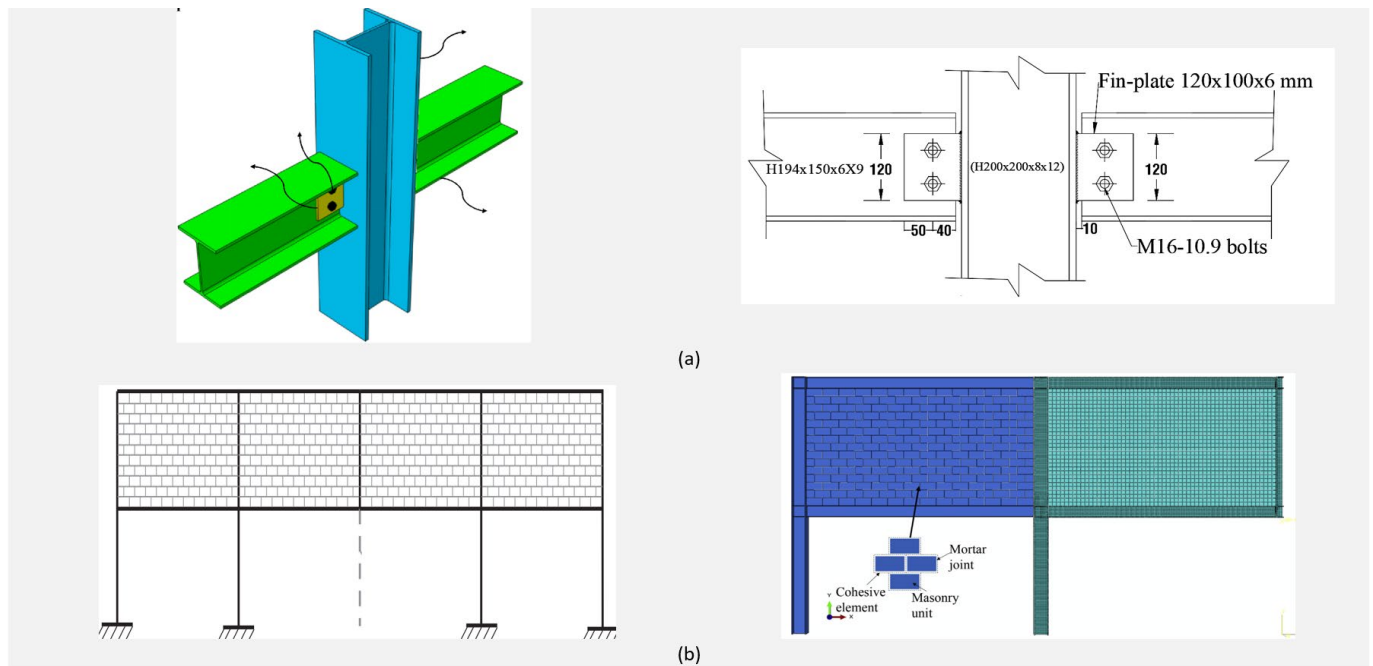 Fin-plate 120x100x6 mm
H194x150x6X9
120
(H200x200x8x12)
120
50
40
10
M16-10.9 bolts
(a)
Mortar
joint
Cohesive
element
Masonry
unit
Y
X
(b)